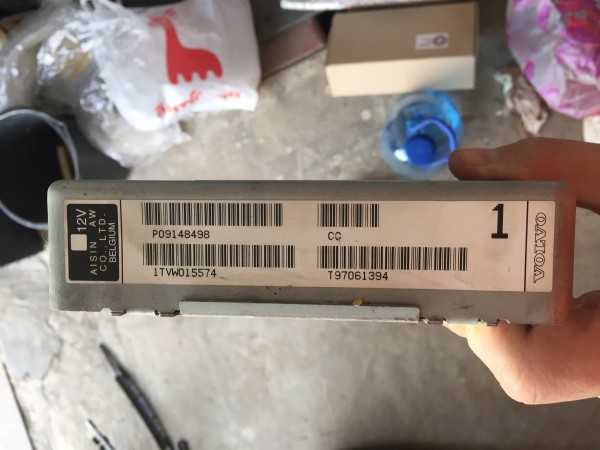 12V
AISIN AW
CO., LTD.
BELGIUM
P09148498
CC
1
1TVW015574
T97061394
VOLVO